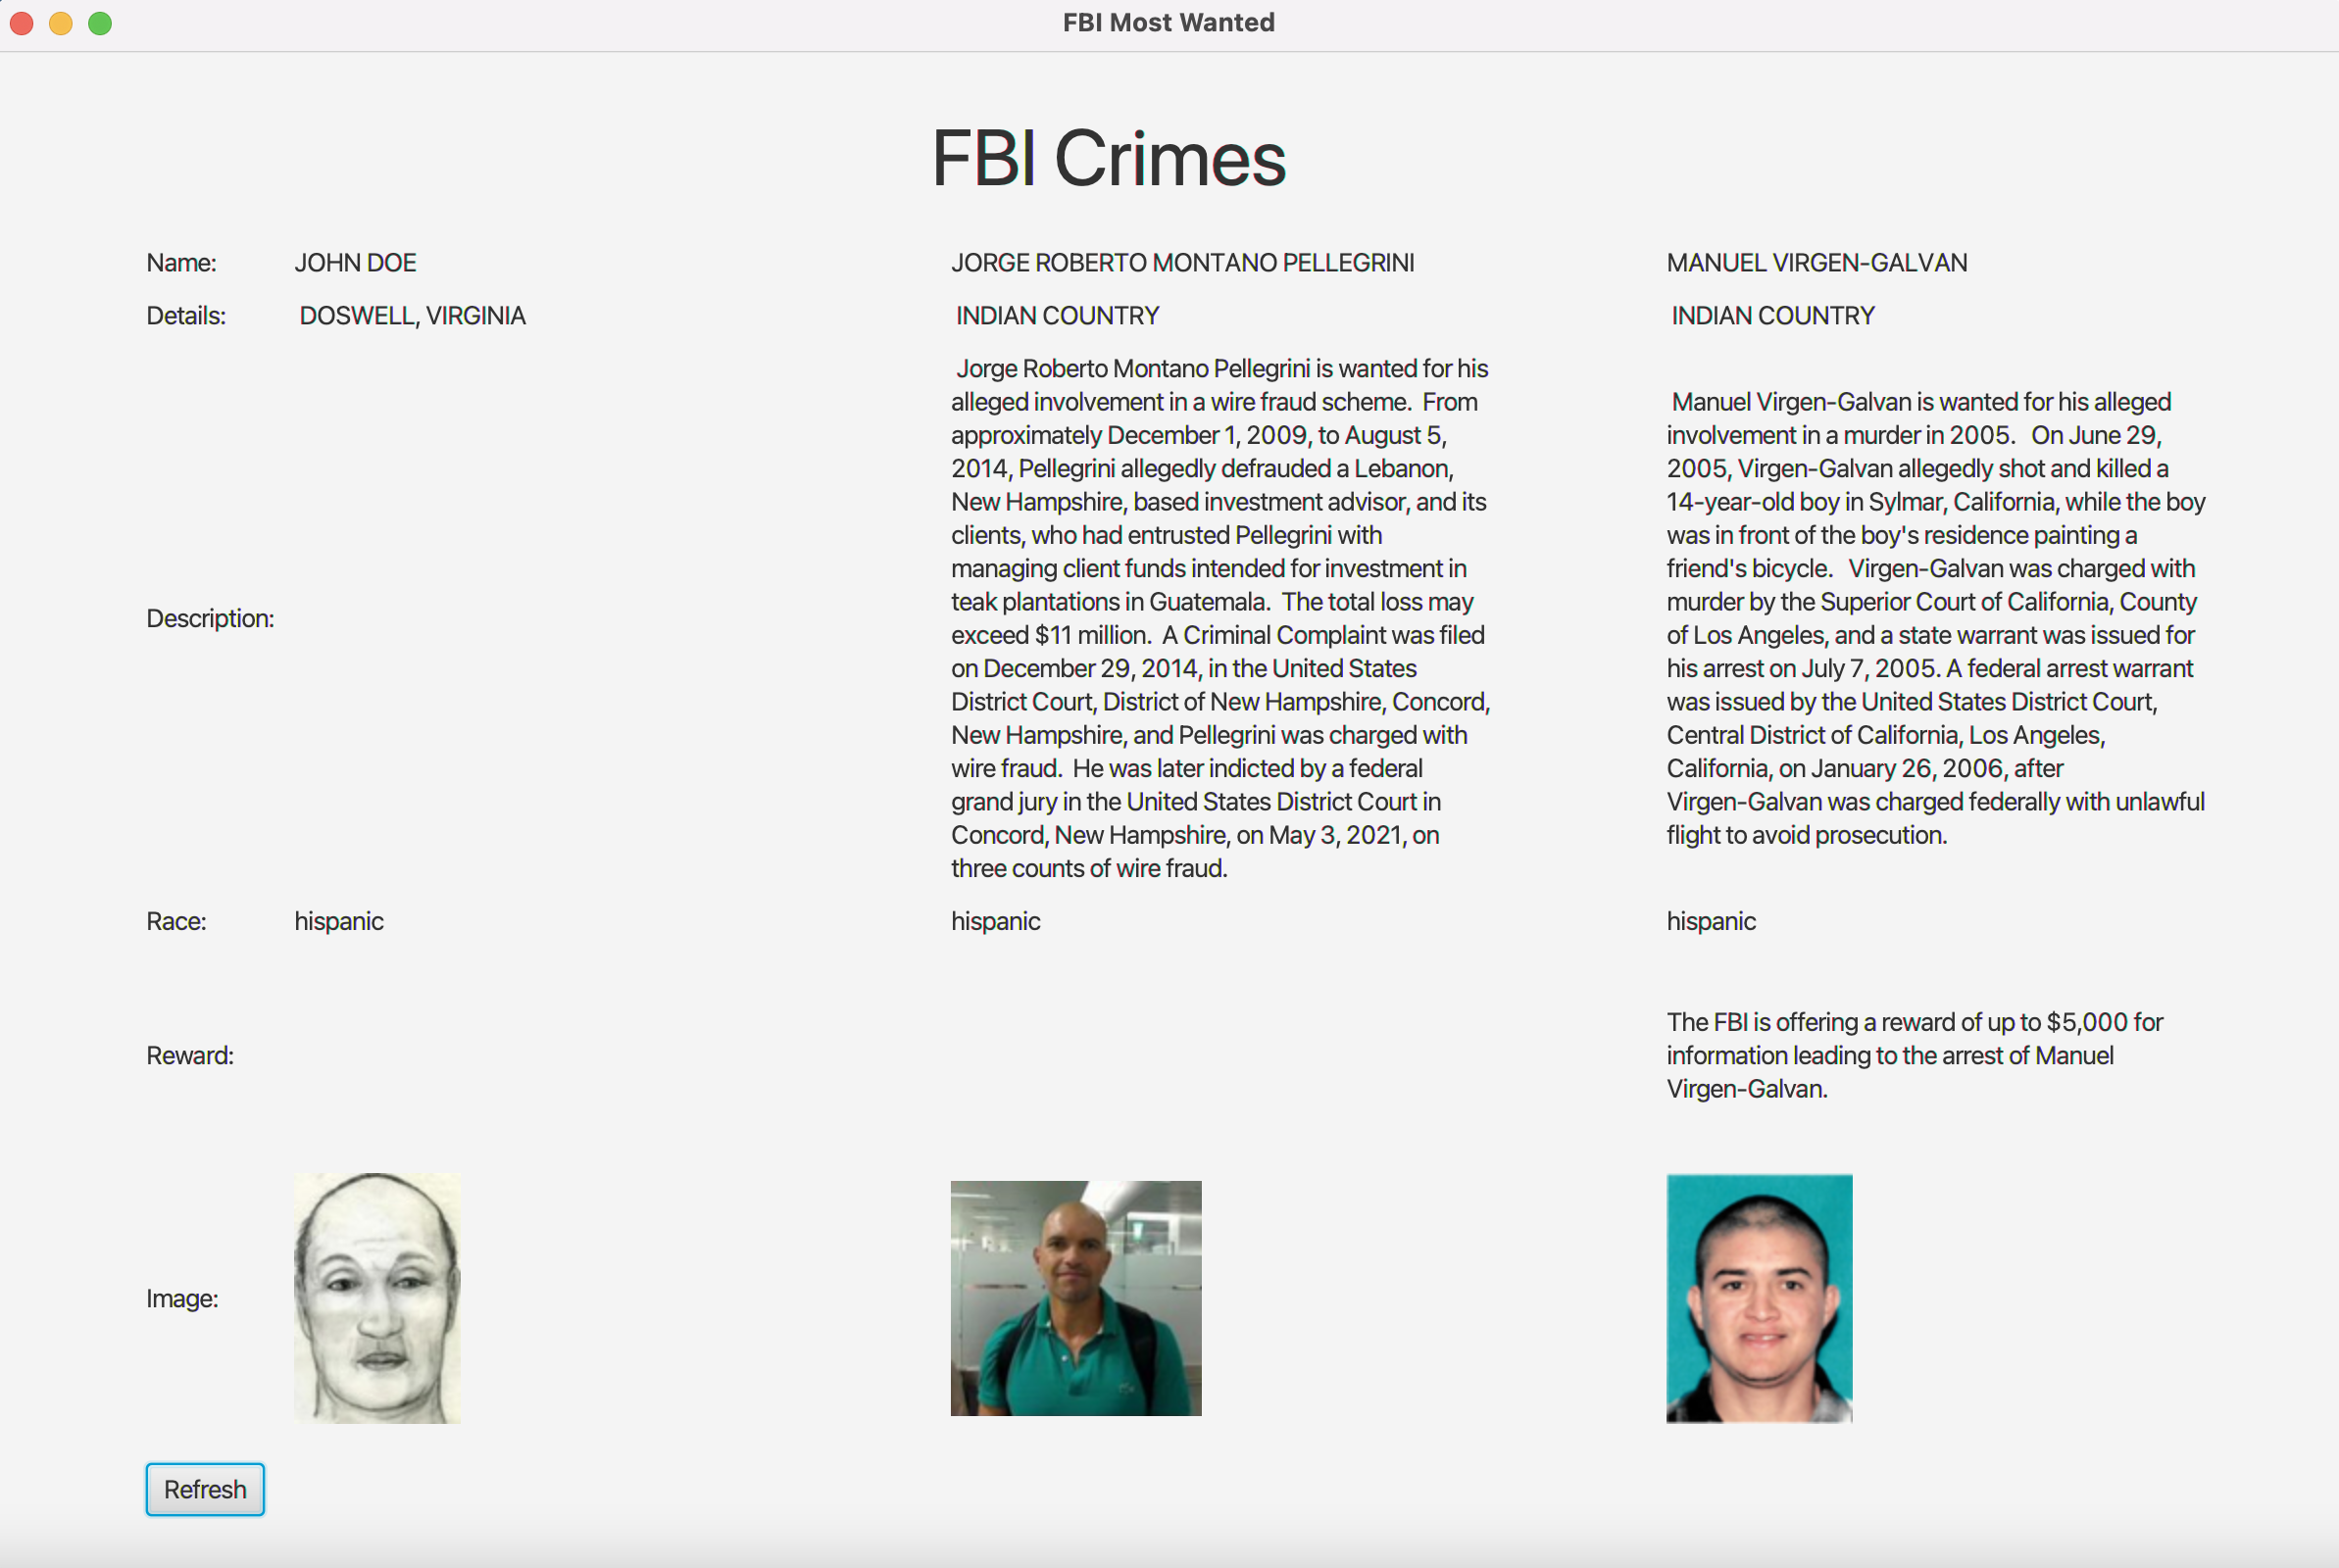 FBI Most Wanted
FBI Crimes
Name: JOHN DOE JORGE ROBERTO MONTANO PELLEGRINI MANUEL VIRGEN-GALVAN
Details: DOSWELL, VIRGINIA INDIAN COUNTRY INDIAN COUNTRY
Description:
Jorge Roberto Montano Pellegrini is wanted for his
alleged involvement in a wire fraud scheme. From
approximately December 1, 2009, to August 5,
2014, Pellegrini allegedly defrauded a Lebanon,
New Hampshire, based investment advisor, and its
clients, who had entrusted Pellegrini with
managing client funds intended for investment in
teak plantations in Guatemala. The total loss may
exceed $11 million. A Criminal Complaint was filed
on December 29, 2014, in the United States
District Court, District of New Hampshire, Concord,
New Hampshire, and Pellegrini was charged with
wire fraud. He was later indicted by a federal
grand jury in the United States District Court in
Concord, New Hampshire, on May 3, 2021, on
three counts of wire fraud.
Manuel Virgen-Galvan is wanted for his alleged
involvement in a murder in 2005. On June 29,
2005, Virgen-Galvan allegedly shot and killed a
14-year-old boy in Sylmar, California, while the boy
was in front of the boy's residence painting a
friend's bicycle. Virgen-Galvan was charged with
murder by the Superior Court of California, County
of Los Angeles, and a state warrant was issued for
his arrest on July 7, 2005. A federal arrest warrant
was issued by the United States District Court,
Central District of California, Los Angeles,
California, on January 26, 2006, after
Virgen-Galvan was charged federally with unlawful
flight to avoid prosecution.
Race: hispanic hispanic hispanic
Reward:
The FBI is offering a reward of up to $5,000 for
information leading to the arrest of Manuel
Virgen-Galvan.
Image:
Refresh